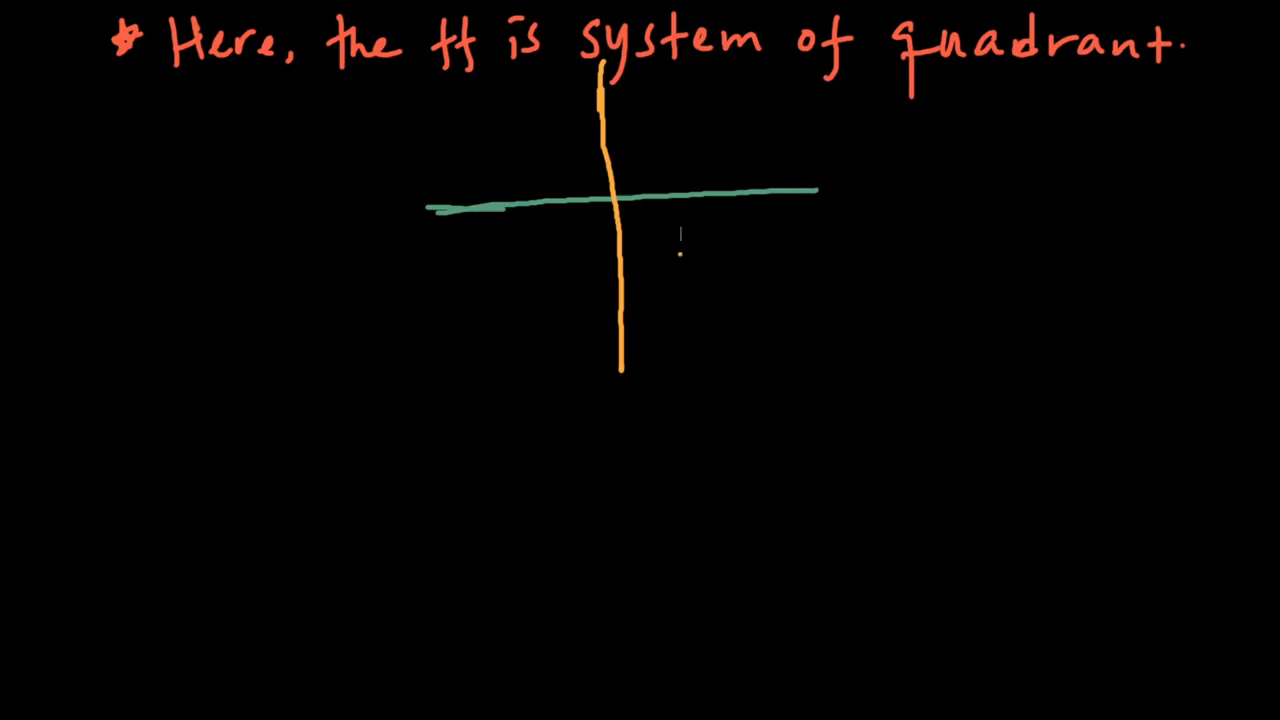 * Here, the ff is system of quadrant.